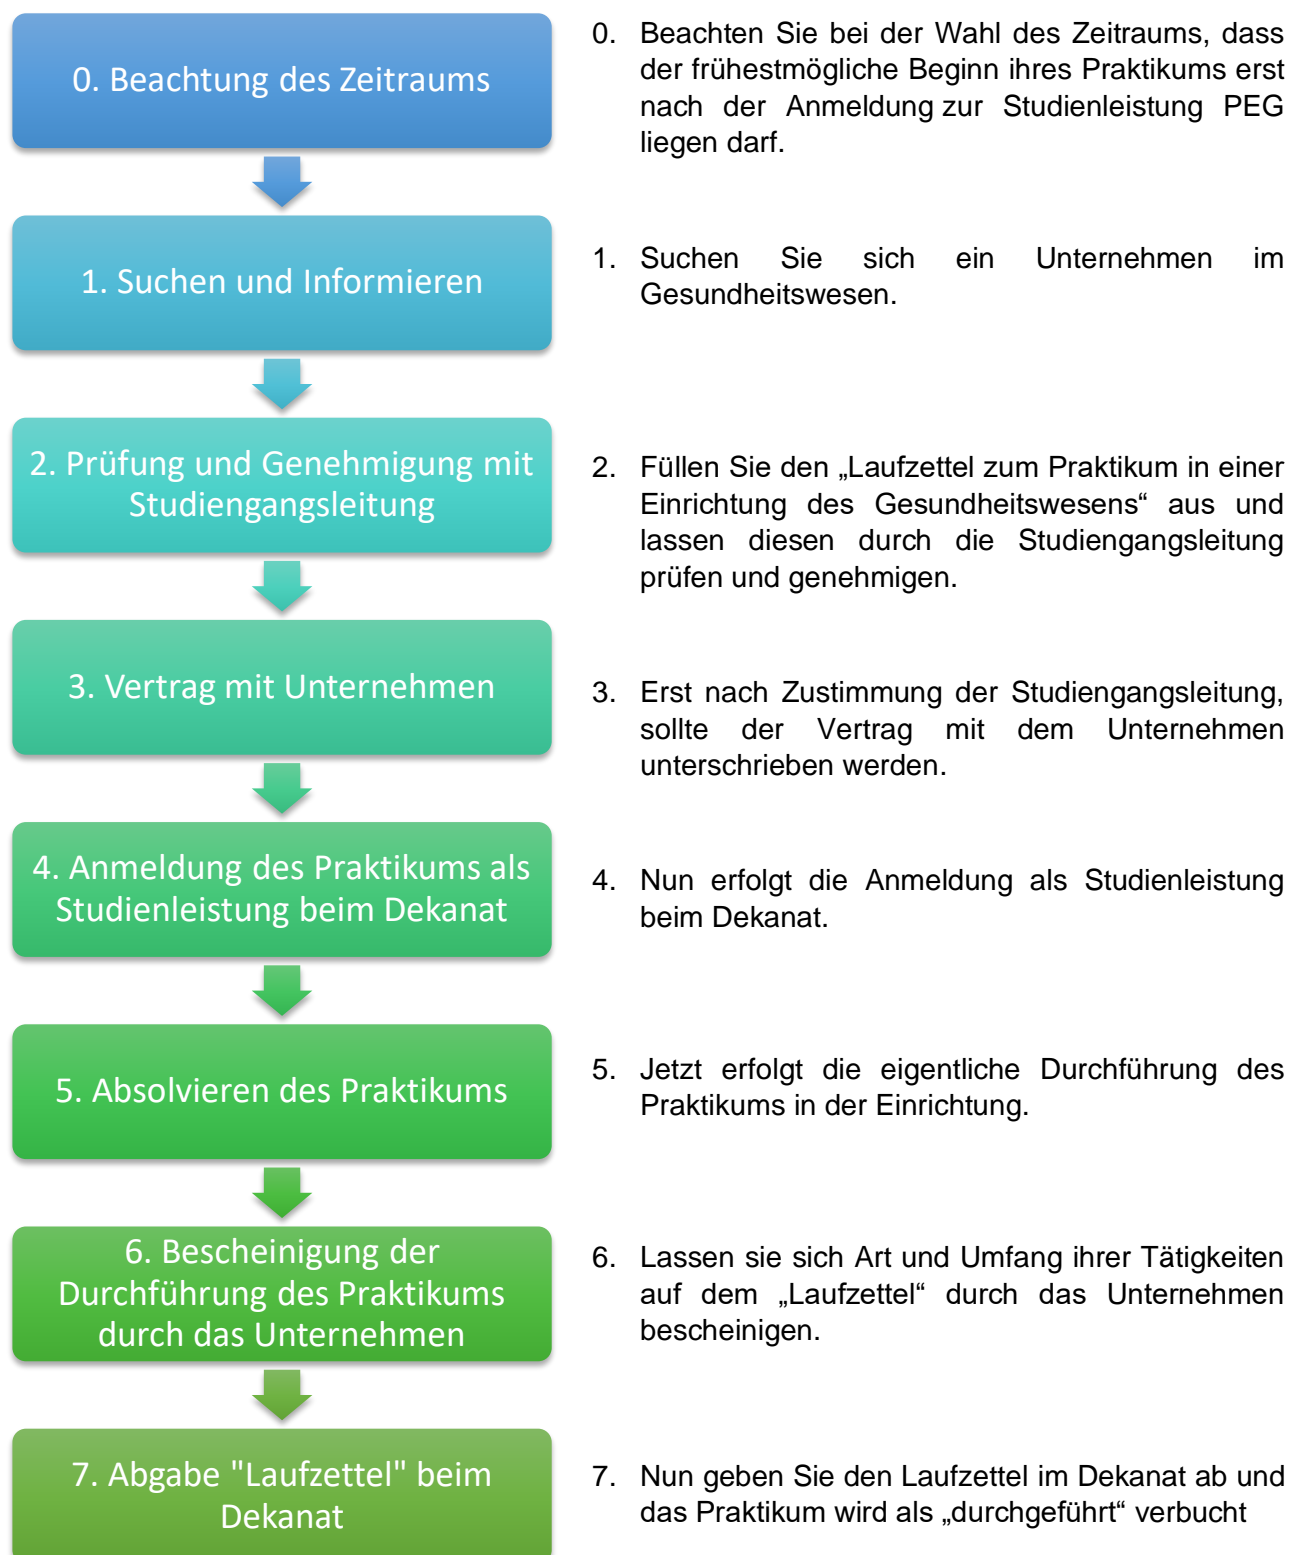 0. Beachtung des Zeitraums
0. Beachten Sie bei der Wahl des Zeitraums, dass
der frühestmögliche Beginn ihres Praktikums erst
nach der Anmeldung zur Studienleistung PEG
liegen darf.
1. Suchen und Informieren
1. Suchen Sie sich ein Unternehmen im
Gesundheitswesen.
2. Prüfung und Genehmigung mit
Studiengangsleitung
2. Füllen Sie den „Laufzettel zum Praktikum in einer
Einrichtung des Gesundheitswesens“ aus und
lassen diesen durch die Studiengangsleitung
prüfen und genehmigen.
3. Vertrag mit Unternehmen
3. Erst nach Zustimmung der Studiengangsleitung,
sollte der Vertrag mit dem Unternehmen
unterschrieben werden.
4. Anmeldung des Praktikums als
Studienleistung beim Dekanat
4. Nun erfolgt die Anmeldung als Studienleistung
beim Dekanat.
5. Absolvieren des Praktikums
5. Jetzt erfolgt die eigentliche Durchführung des
Praktikums in der Einrichtung.
6. Bescheinigung der
Durchführung des Praktikums
durch das Unternehmen
6. Lassen sie sich Art und Umfang ihrer Tätigkeiten
auf dem „Laufzettel“ durch das Unternehmen
bescheinigen.
7. Abgabe "Laufzettel" beim
Dekanat
7. Nun geben Sie den Laufzettel im Dekanat ab und
das Praktikum wird als „durchgeführt“ verbucht